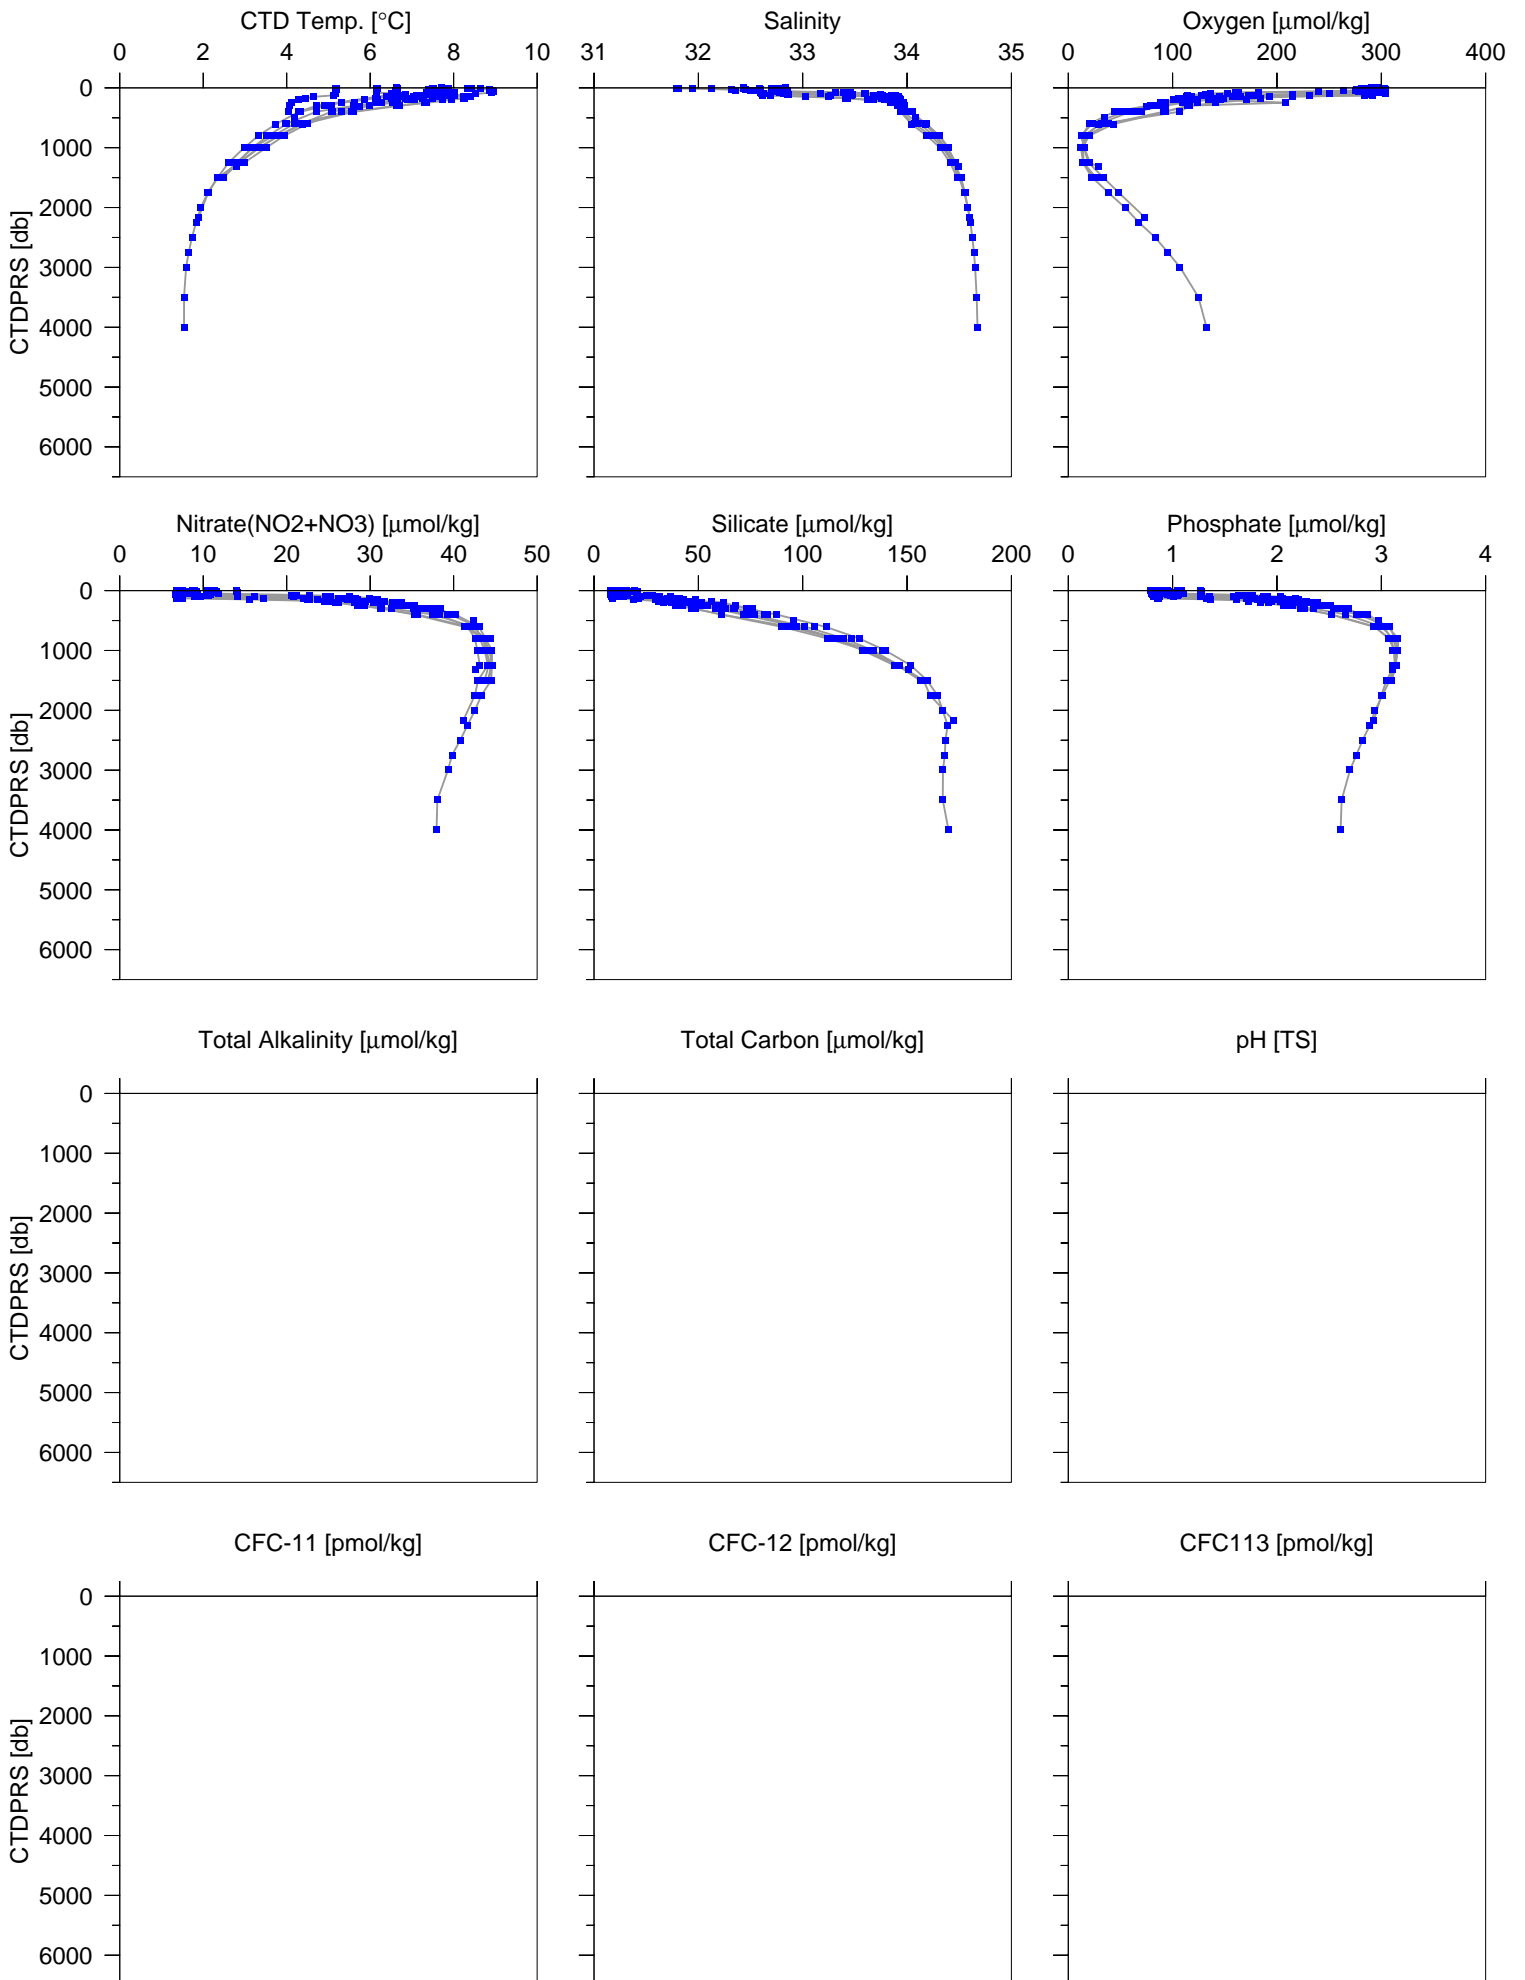 CTD Temp. [°C] Salinity Oxygen [µmol/kg]
0 2 4 6 8 10 31 32 33 34 35 0 100 200 300 400
0
1000
2000
3000
4000
5000
6000
CTDPRS [db]
Nitrate(NO2+NO3) [µmol/kg] Silicate [µmol/kg] Phosphate [µmol/kg]
0 10 20 30 40 50 0 50 100 150 200 0 1 2 3 4
0
1000
2000
3000
4000
5000
6000
CTDPRS [db]
Total Alkalinity [µmol/kg] Total Carbon [µmol/kg] pH [TS]
0
1000
2000
3000
4000
5000
6000
CTDPRS [db]
CFC-11 [pmol/kg] CFC-12 [pmol/kg] CFC113 [pmol/kg]
0
1000
2000
3000
4000
5000
6000
CTDPRS [db]